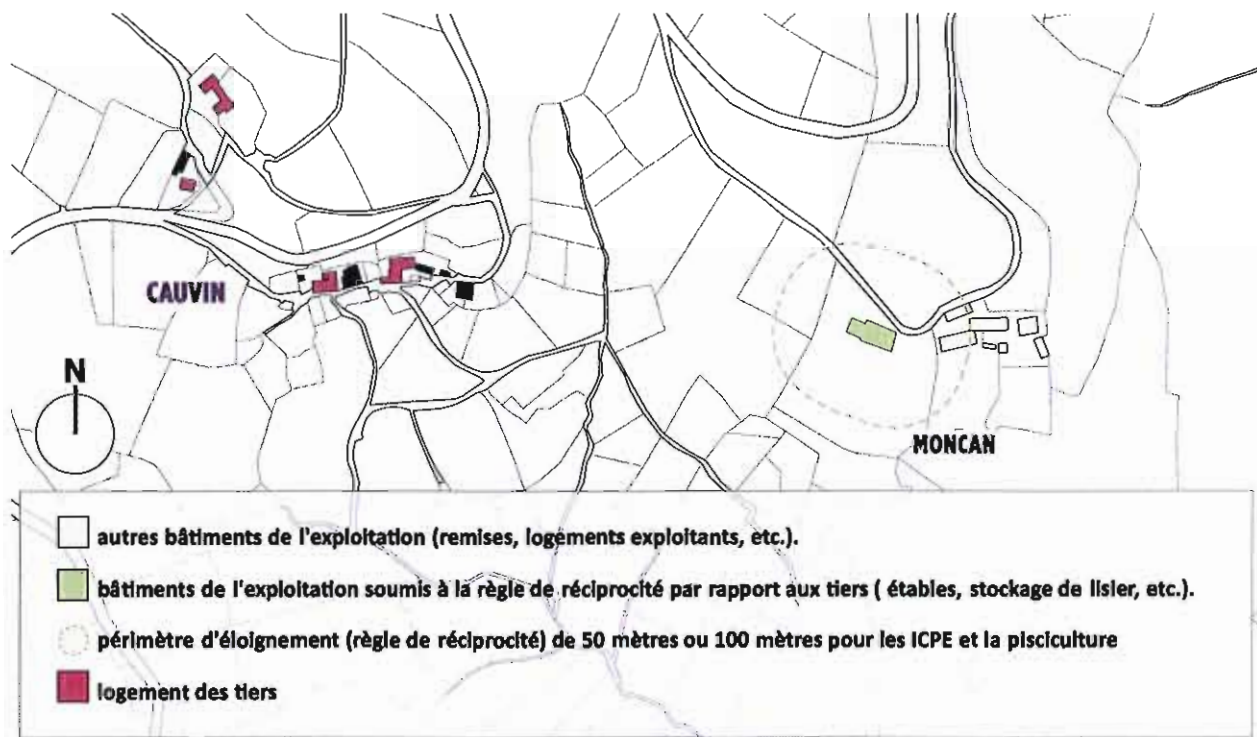 CAUVIN
N
MONCAN
autres bâtiments de l'exploitation (remises, logements exploitants, etc.).
bâtiments de l'exploitation soumis à la règle de réciprocité par rapport aux tiers ( étables, stockage de lisier, etc.).
périmètre d'éloignement (règle de réciprocité) de 50 mètres ou 100 mètres pour les ICPE et la pisciculture
logement des tiers